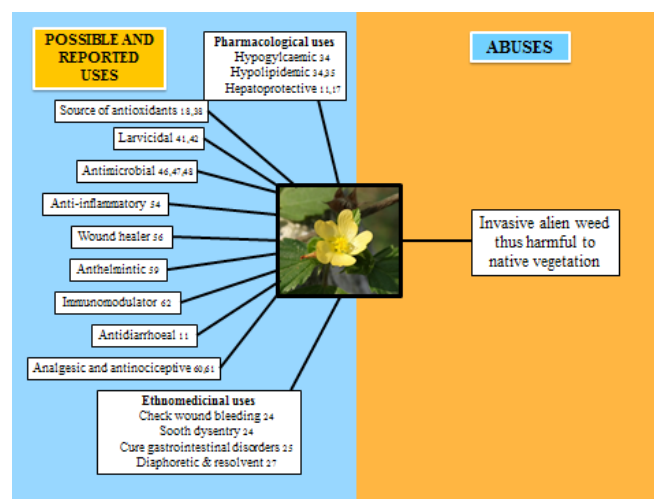 POSSIBLE AND
REPORTED
USES
Pharmacological uses
Hypogylcaemic 34
Hypolipidemic 34,35
Hepatoprotective 11,17
Source of antioxidants 18,38
Larvicidal 41,42
Antimicrobial 46,47,48
Anti-inflammatory 54
Wound healer 56
Anthelmintic 59
Immunomodulator 62
Antidiarrhoeal 11
Analgesic and antinociceptive 60,61
Ethnomedicinal uses
Check wound bleeding 24
Sooth dysentry 24
Cure gastrointestinal disorders 25
Diaphoretic & resolvent 27
ABUSES
Invasive alien weed
thus harmful to
native vegetation